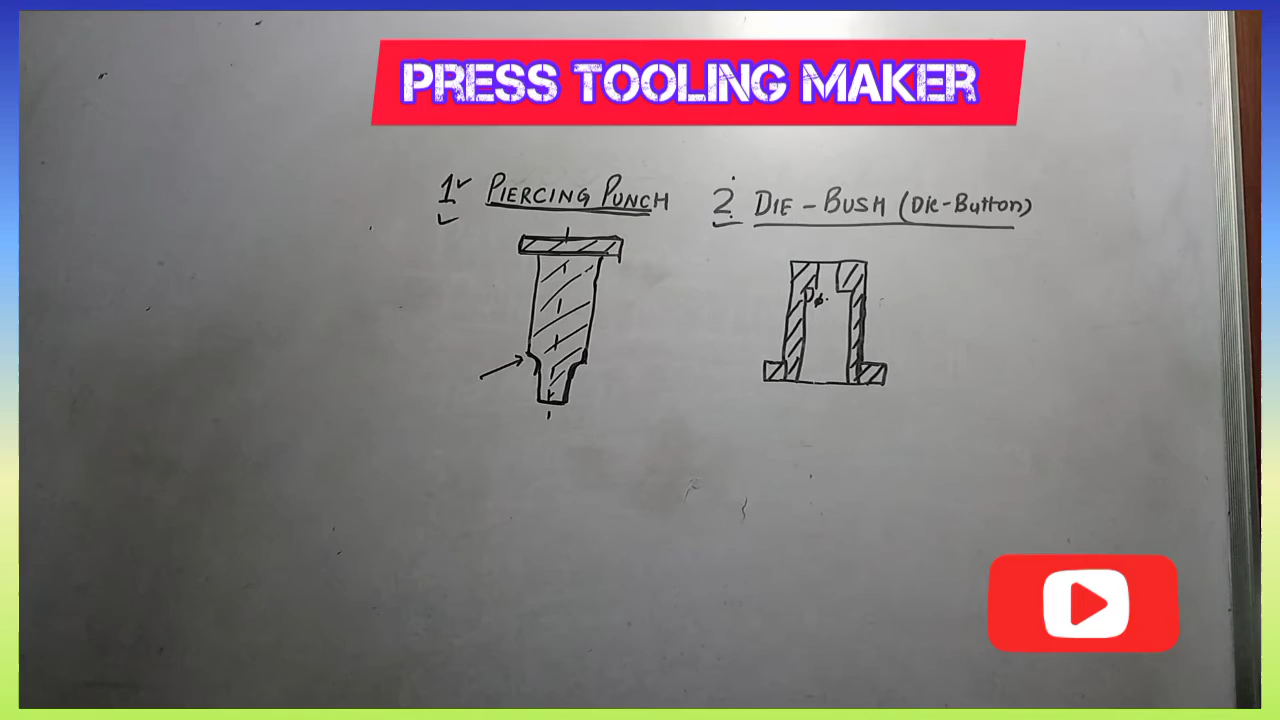 PRESS TOOLING MAKER
1 PIERCING PUNCH
2. DIE - BUSH (Die-Button)